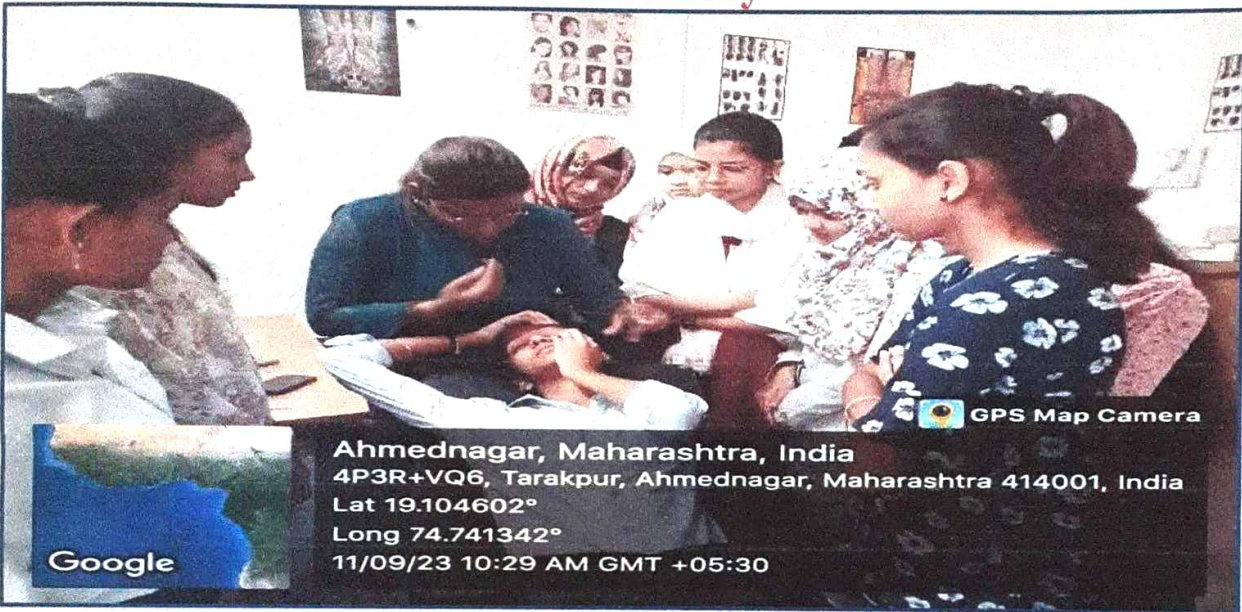 GPS Map Camera
Ahmednagar, Maharashtra, India
4P3R+VQ6, Tarakpur, Ahmednagar, Maharashtra 414001, India
Lat 19.104602°
Long 74.741342°
11/09/23 10:29 AM GMT +05:30
Google